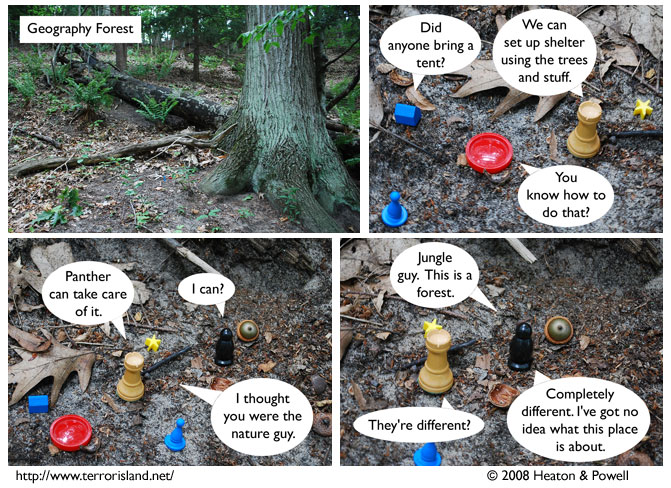 Geography Forest
Did
anyone bring a
tent?
We can
set up shelter
using the trees
and stuff.
You
know how to
do that?
Panther
can take care
of it.
I can?
I thought
you were the
nature guy.
Jungle
guy. This is a
forest.
They're different?
Completely
different. I've got no
idea what this place
is about.
http://www.terrorisland.net/
© 2008 Heaton & Powell